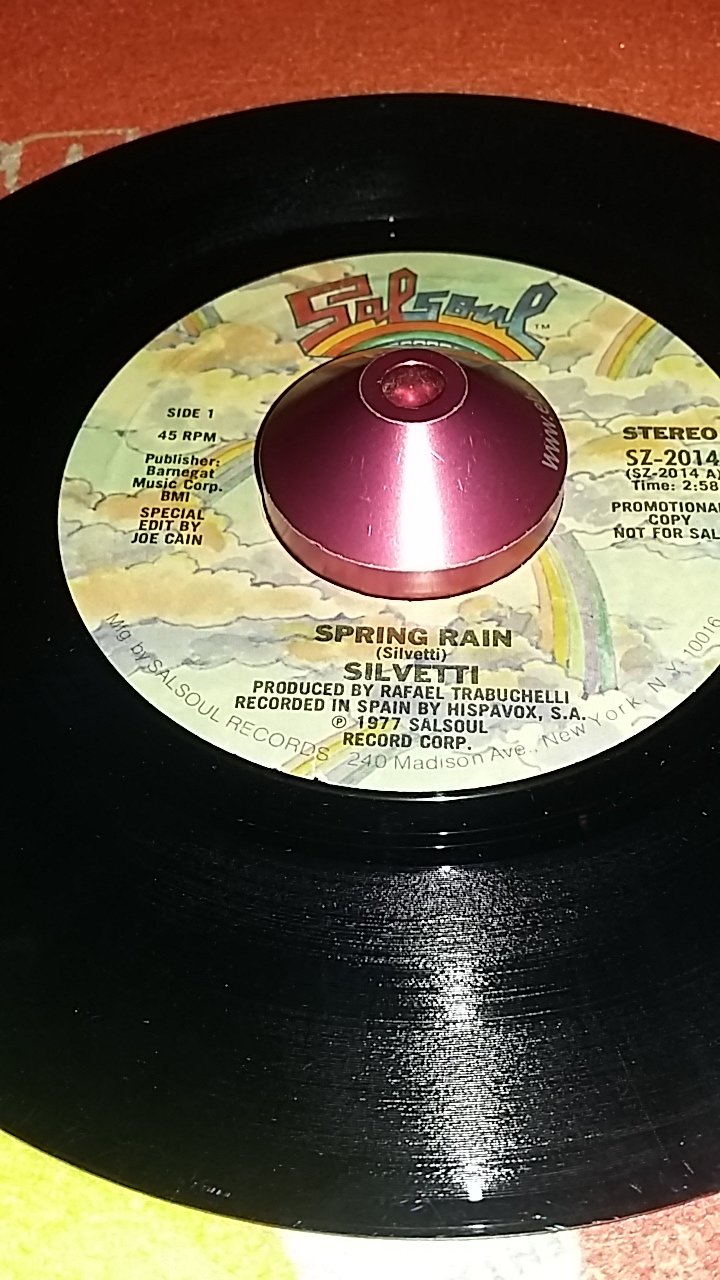 Salsoul™
SIDE 1
45 RPM
Publisher:
Barnegat
Music Corp.
BMI
SPECIAL
EDIT BY
JOE CAIN
www.e
STEREO
SZ-2014
(SZ-2014 A)
Time: 2:58
PROMOTIONAL
COPY
NOT FOR SAL
SPRING RAIN
(Silvetti)
SILVETTI
PRODUCED BY RAFAEL TRABUCHELLI
RECORDED IN SPAIN BY HISPAVOX, S.A.
℗ 1977 SALSOUL
RECORD CORP.
Mfg by SALSOUL RECORDS 240 Madison Ave., New York, N.Y. 10016